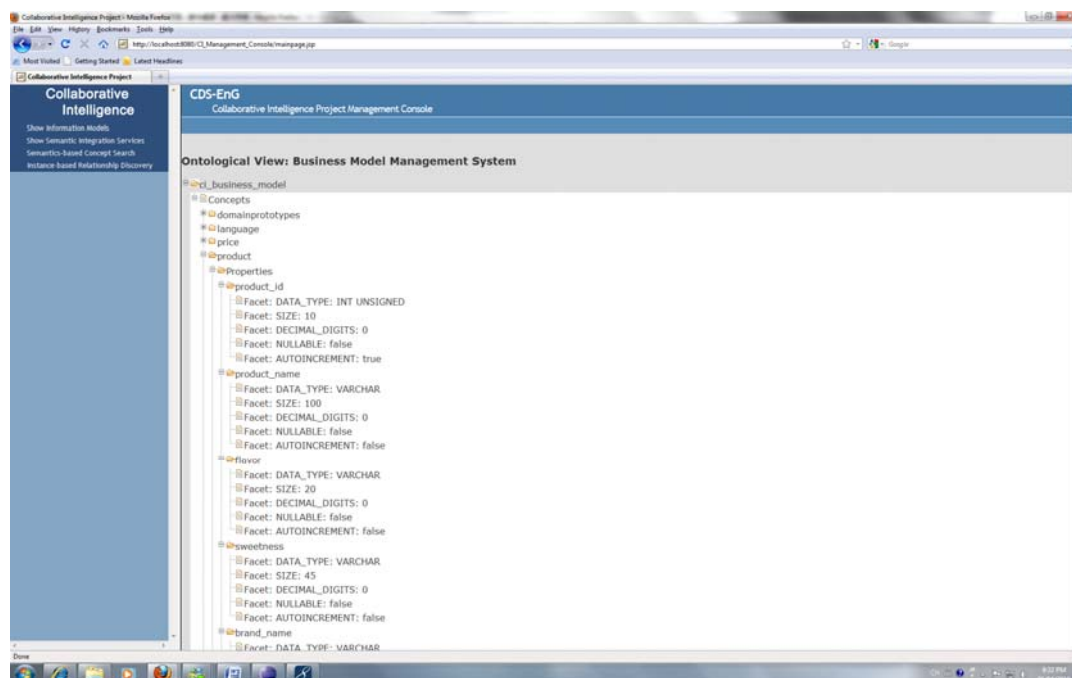 Collaborative Intelligence Project - Mozilla Firefox
File Edit View History Bookmarks Tools Help
http://localhost:8080/CI_Management_Console/mainpage.jsp
Google
Most Visited Getting Started Latest Headlines
Collaborative Intelligence Project
Collaborative
Intelligence
Show Information Models
Show Semantic Integration Services
Semantics-based Concept Search
Instance based Relationship Discovery
CDS-EnG
Collaborative Intelligence Project Management Console
Ontological View: Business Model Management System
ci_business_model
Concepts
domainprototypes
language
price
product
Properties
product_id
Facet: DATA_TYPE: INT UNSIGNED
Facet: SIZE: 10
Facet: DECIMAL_DIGITS: 0
Facet: NULLABLE: false
Facet: AUTOINCREMENT: true
product_name
Facet: DATA_TYPE: VARCHAR
Facet: SIZE: 100
Facet: DECIMAL_DIGITS: 0
Facet: NULLABLE: false
Facet: AUTOINCREMENT: false
flavor
Facet: DATA_TYPE: VARCHAR
Facet: SIZE: 20
Facet: DECIMAL_DIGITS: 0
Facet: NULLABLE: false
Facet: AUTOINCREMENT: false
sweetness
Facet: DATA_TYPE: VARCHAR
Facet: SIZE: 45
Facet: DECIMAL_DIGITS: 0
Facet: NULLABLE: false
Facet: AUTOINCREMENT: false
brand_name
Facet: DATA_TYPE: VARCHAR
Done